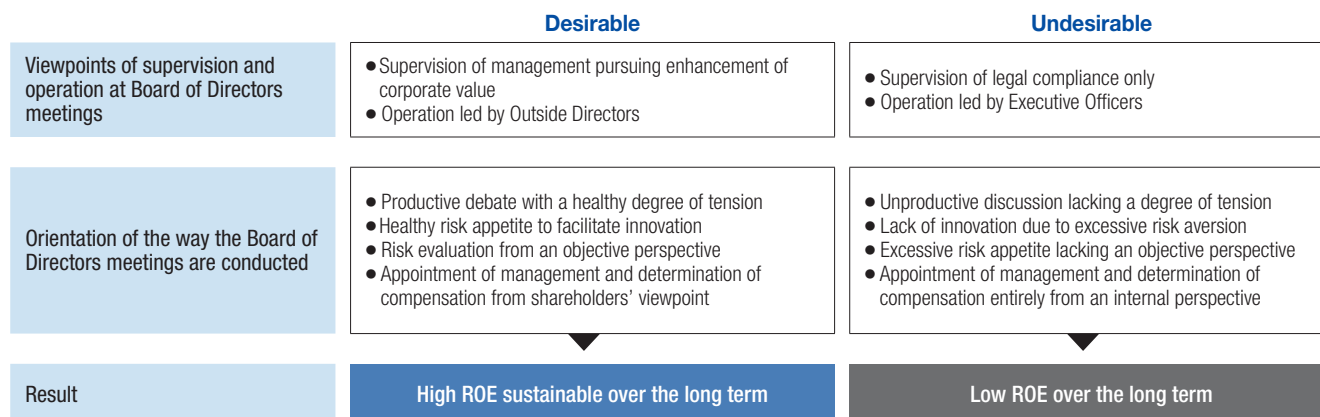 Desirable
Undesirable
Viewpoints of supervision and
operation at Board of Directors
meetings
● Supervision of management pursuing enhancement of
corporate value
● Operation led by Outside Directors
● Supervision of legal compliance only
● Operation led by Executive Officers
Orientation of the way the Board of
Directors meetings are conducted
● Productive debate with a healthy degree of tension
● Healthy risk appetite to facilitate innovation
● Risk evaluation from an objective perspective
● Appointment of management and determination of
compensation from shareholders’ viewpoint
● Unproductive discussion lacking a degree of tension
● Lack of innovation due to excessive risk aversion
● Excessive risk appetite lacking an objective perspective
● Appointment of management and determination of
compensation entirely from an internal perspective
Result
High ROE sustainable over the long term
Low ROE over the long term